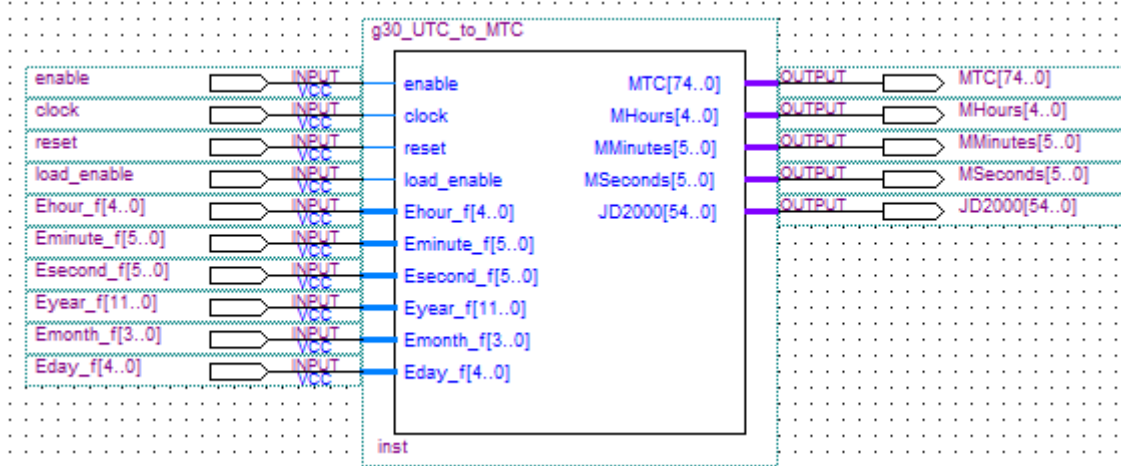 g30_UTC_to_MTC
enable INPUT VCC enable MTC[74..0] OUTPUT MTC[74..0]
clock INPUT VCC clock MHours[4..0] OUTPUT MHours[4..0]
reset INPUT VCC reset MMinutes[5..0] OUTPUT MMinutes[5..0]
load_enable INPUT VCC load_enable MSeconds[5..0] OUTPUT MSeconds[5..0]
Ehour_f[4..0] INPUT VCC Ehour_f[4..0] JD2000[54..0] OUTPUT JD2000[54..0]
Eminute_f[5..0] INPUT VCC Eminute_f[5..0]
Esecond_f[5..0] INPUT VCC Esecond_f[5..0]
Eyear_f[11..0] INPUT VCC Eyear_f[11..0]
Emonth_f[3..0] INPUT VCC Emonth_f[3..0]
Eday_f[4..0] INPUT VCC Eday_f[4..0]
inst